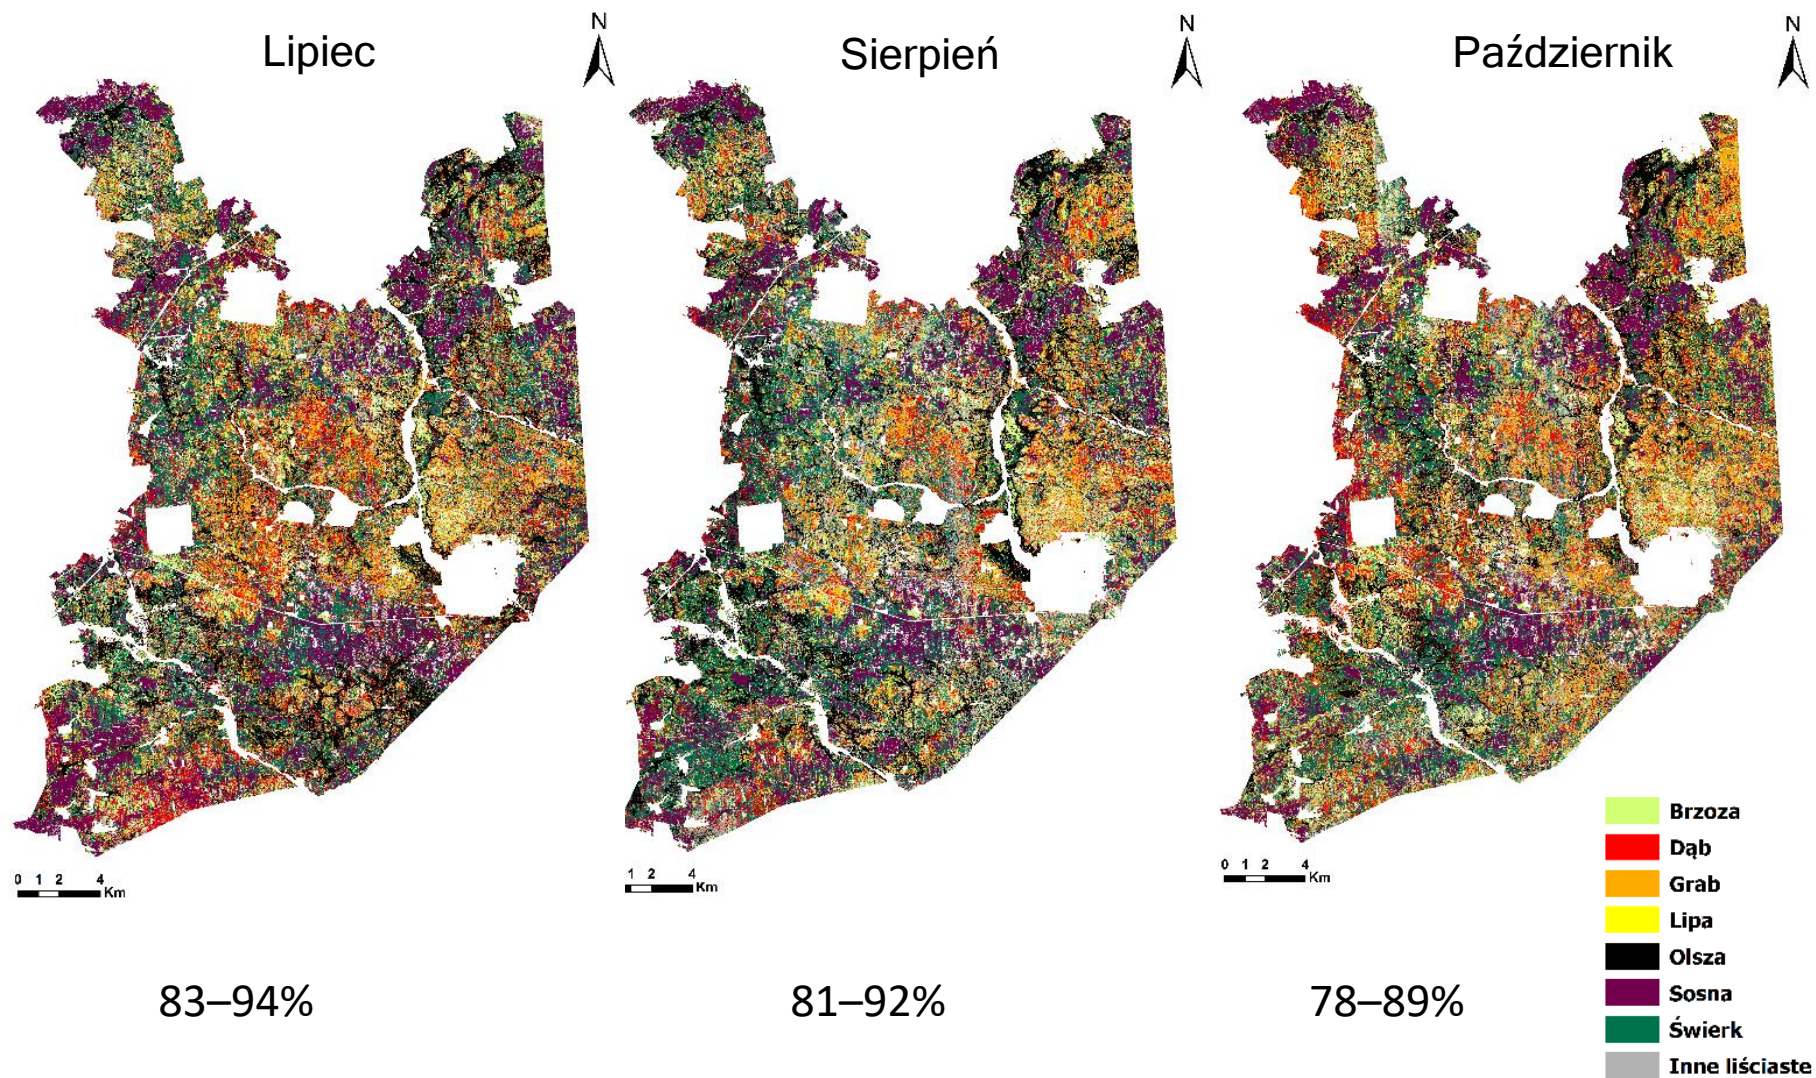 N
N
N
Lipiec
Sierpień
Październik
0 1 2 4
Km
1 2 4
Km
0 1 2 4
Km
Brzoza
Dąb
Grab
Lipa
Olsza
Sosna
Świerk
Inne liściaste
83–94%
81–92%
78–89%